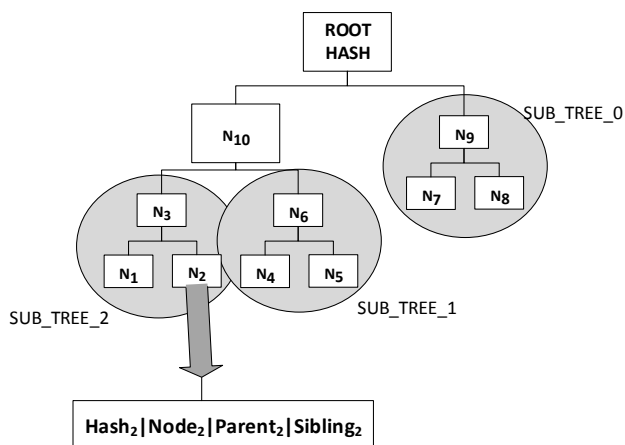 ROOT
HASH
SUB_TREE_0
N₁₀
N₉
N₇ N₈
N₃ N₆
N₁ N₂ N₄ N₅
SUB_TREE_2
SUB_TREE_1
Hash₂|Node₂|Parent₂|Sibling₂